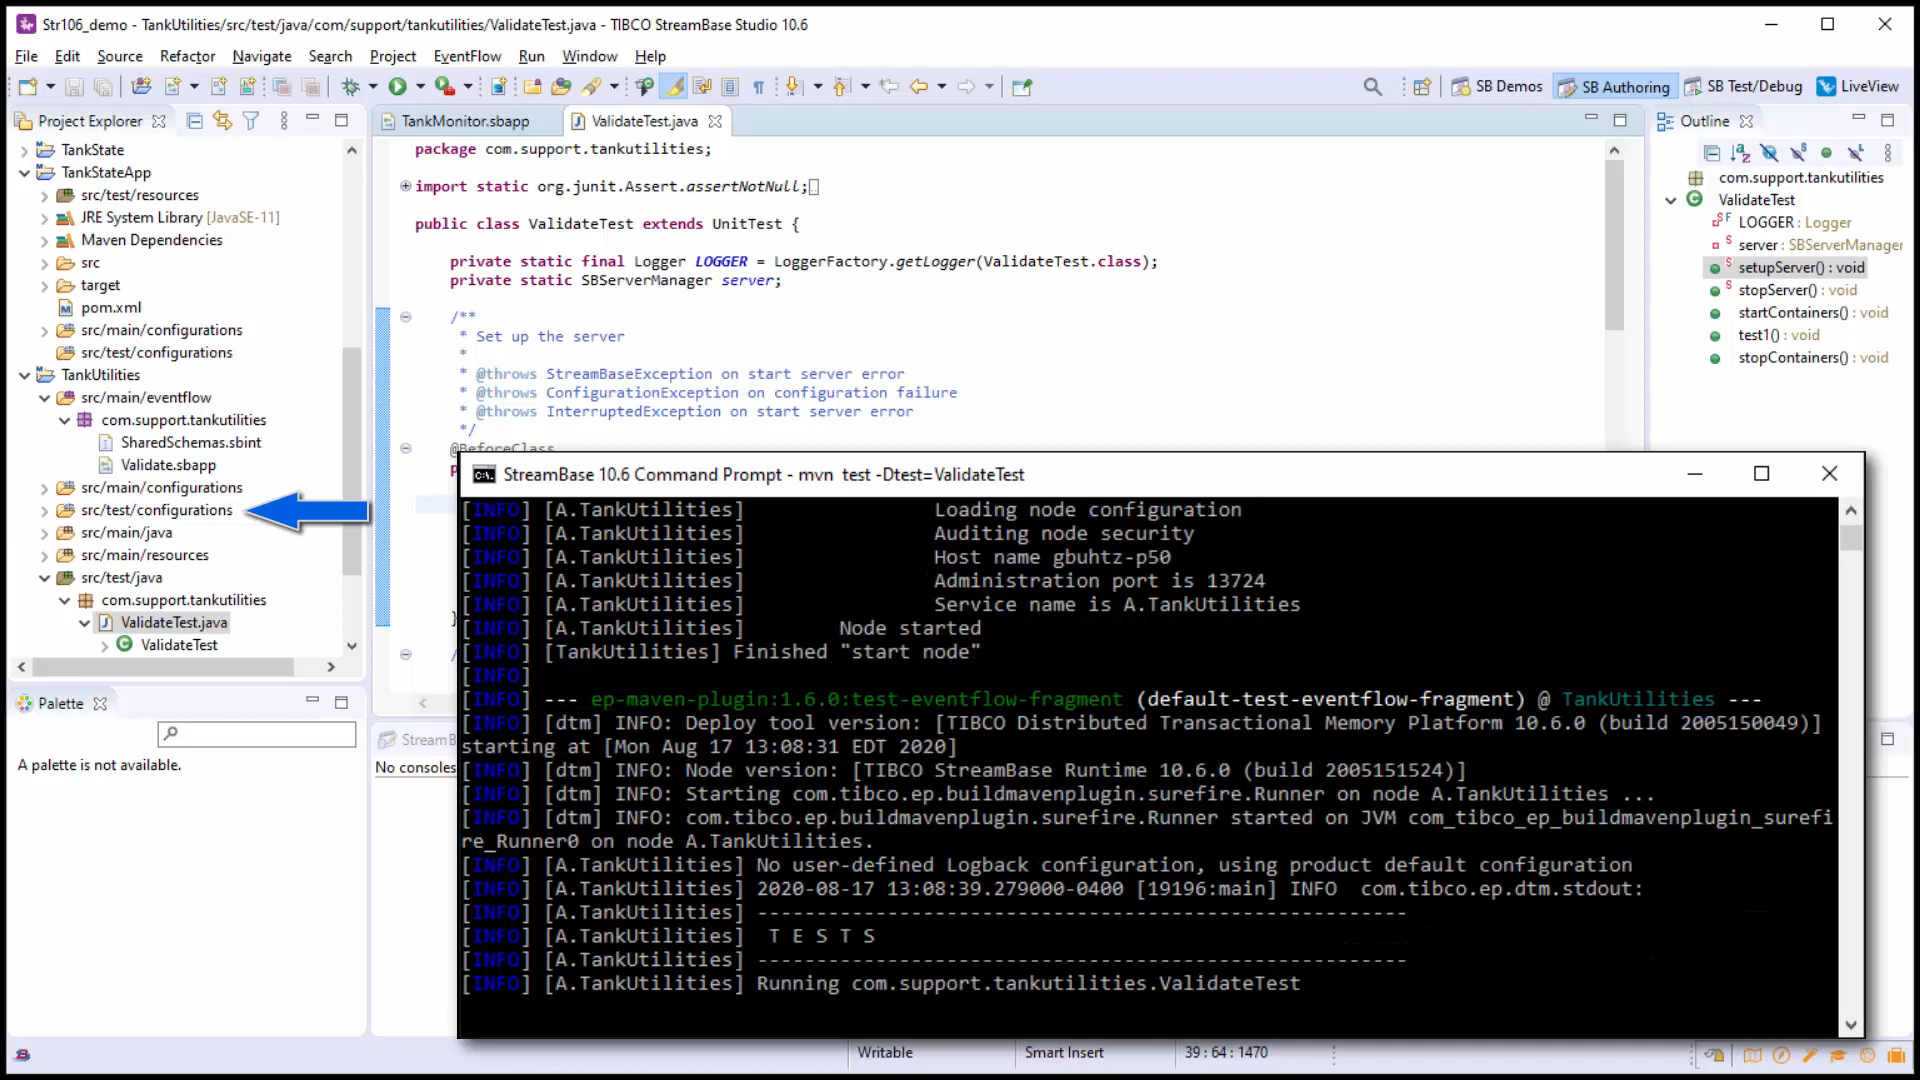 Str106_demo - TankUtilities/src/test/java/com/support/tankutilities/ValidateTest.java - TIBCO StreamBase Studio 10.6
File Edit Source Refactor Navigate Search Project EventFlow Run Window Help
SB Demos SB Authoring SB Test/Debug LiveView
Project Explorer
TankState
TankStateApp
src/test/resources
JRE System Library [JavaSE-11]
Maven Dependencies
src
target
pom.xml
src/main/configurations
src/test/configurations
TankUtilities
src/main/eventflow
com.support.tankutilities
SharedSchemas.sbint
Validate.sbapp
src/main/configurations
src/test/configurations
src/main/java
src/main/resources
src/test/java
com.support.tankutilities
ValidateTest.java
ValidateTest
Palette
A palette is not available.
TankMonitor.sbapp
ValidateTest.java
package com.support.tankutilities;
import static org.junit.Assert.assertNotNull;
public class ValidateTest extends UnitTest {
private static final Logger LOGGER = LoggerFactory.getLogger(ValidateTest.class);
private static SBServerManager server;
/**
* Set up the server
*
* @throws StreamBaseException on start server error
* @throws ConfigurationException on configuration failure
* @throws InterruptedException on start server error
*/
@BeforeClass
StreamB
No consoles
Outline
com.support.tankutilities
ValidateTest
LOGGER : Logger
server : SBServerManager
setupServer() : void
stopServer() : void
startContainers() : void
test1() : void
stopContainers() : void
StreamBase 10.6 Command Prompt - mvn  test -Dtest=ValidateTest
[INFO] [A.TankUtilities] Loading node configuration
[INFO] [A.TankUtilities] Auditing node security
[INFO] [A.TankUtilities] Host name gbuhtz-p50
[INFO] [A.TankUtilities] Administration port is 13724
[INFO] [A.TankUtilities] Service name is A.TankUtilities
[INFO] [A.TankUtilities] Node started
[INFO] [TankUtilities] Finished "start node"
[INFO]
[INFO] --- ep-maven-plugin:1.6.0:test-eventflow-fragment (default-test-eventflow-fragment) @ TankUtilities ---
[INFO] [dtm] INFO: Deploy tool version: [TIBCO Distributed Transactional Memory Platform 10.6.0 (build 2005150049)]
starting at [Mon Aug 17 13:08:31 EDT 2020]
[INFO] [dtm] INFO: Node version: [TIBCO StreamBase Runtime 10.6.0 (build 2005151524)]
[INFO] [dtm] INFO: Starting com.tibco.ep.buildmavenplugin.surefire.Runner on node A.TankUtilities ...
[INFO] [dtm] INFO: com.tibco.ep.buildmavenplugin.surefire.Runner started on JVM com_tibco_ep_buildmavenplugin_surefi
re_Runner0 on node A.TankUtilities.
[INFO] [A.TankUtilities] No user-defined Logback configuration, using product default configuration
[INFO] [A.TankUtilities] 2020-08-17 13:08:39.279000-0400 [19196:main] INFO  com.tibco.ep.dtm.stdout:
[INFO] [A.TankUtilities] -------------------------------------------------------
[INFO] [A.TankUtilities]  T E S T S
[INFO] [A.TankUtilities] -------------------------------------------------------
[INFO] [A.TankUtilities] Running com.support.tankutilities.ValidateTest
Writable
Smart Insert
39 : 64 : 1470